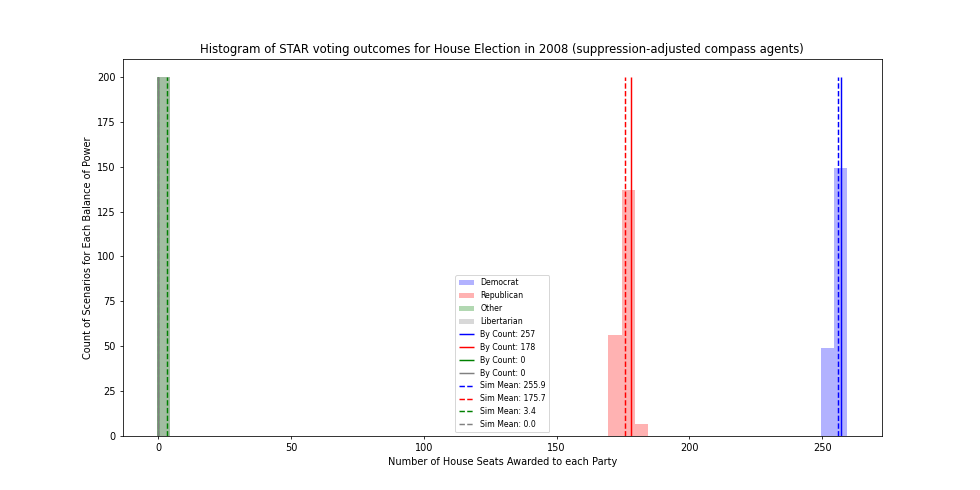 Histogram of STAR voting outcomes for House Election in 2008 (suppression-adjusted compass agents)
Count of Scenarios for Each Balance of Power
200
175
150
125
100
75
50
25
0
Democrat
Republican
Other
Libertarian
By Count: 257
By Count: 178
By Count: 0
By Count: 0
Sim Mean: 255.9
Sim Mean: 175.7
Sim Mean: 3.4
Sim Mean: 0.0
0 50 100 150 200 250
Number of House Seats Awarded to each Party